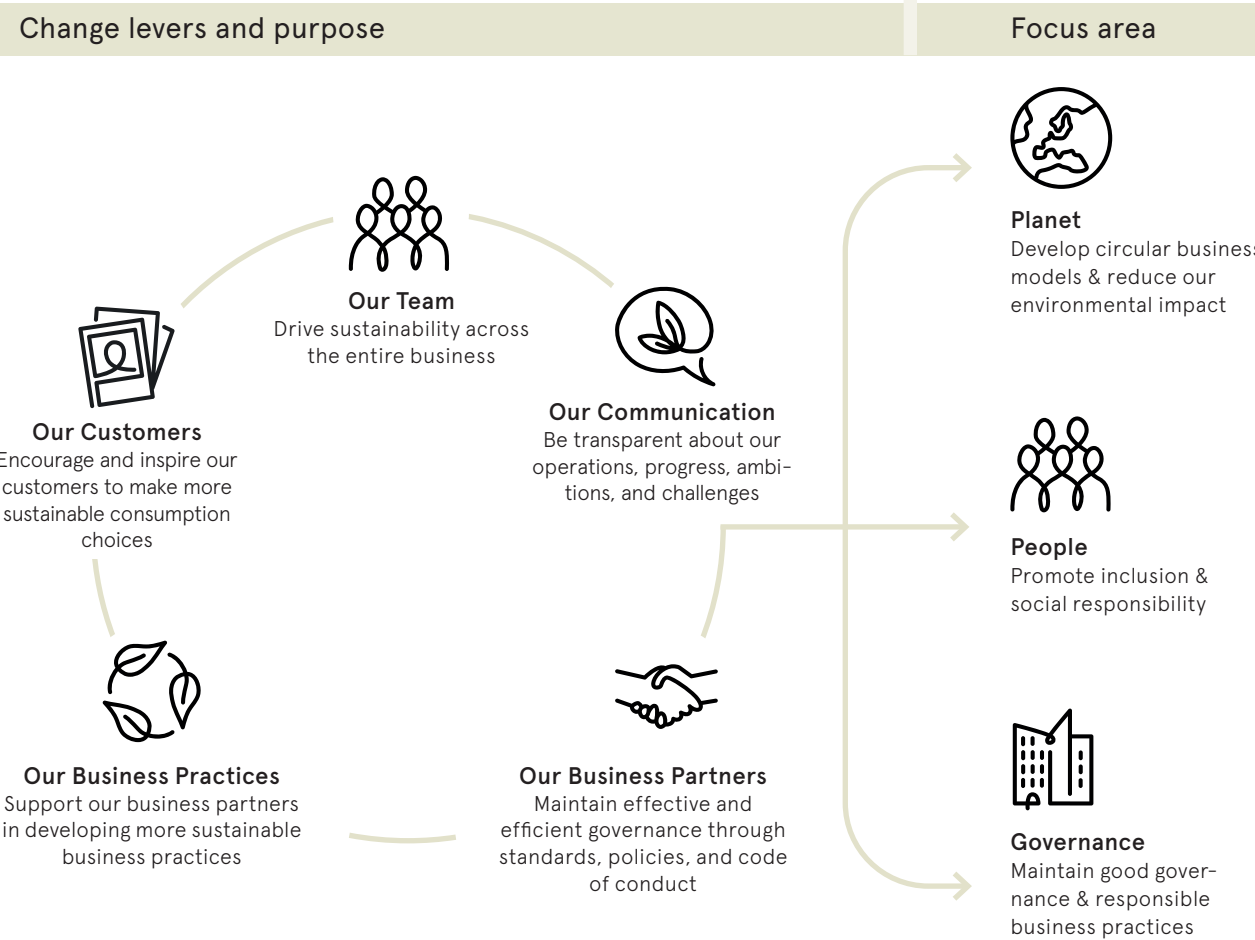 Change levers and purpose
Focus area
Our Team
Drive sustainability across
the entire business
Our Customers
Encourage and inspire our
customers to make more
sustainable consumption
choices
Our Communication
Be transparent about our
operations, progress, ambi-
tions, and challenges
Our Business Practices
Support our business partners
in developing more sustainable
business practices
Our Business Partners
Maintain effective and
efficient governance through
standards, policies, and code
of conduct
Planet
Develop circular business
models & reduce our
environmental impact
People
Promote inclusion &
social responsibility
Governance
Maintain good gover-
nance & responsible
business practices